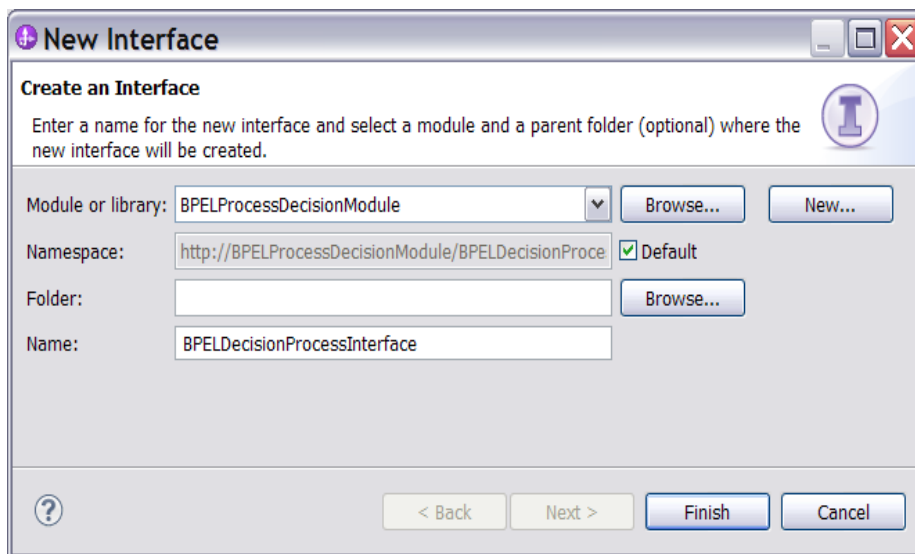 New Interface
Create an Interface
Enter a name for the new interface and select a module and a parent folder (optional) where the
new interface will be created.
Module or library: BPELProcessDecisionModule Browse... New...
Namespace: http://BPELProcessDecisionModule/BPELDecisionProce Default
Folder: Browse...
Name: BPELDecisionProcessInterface
< Back Next > Finish Cancel